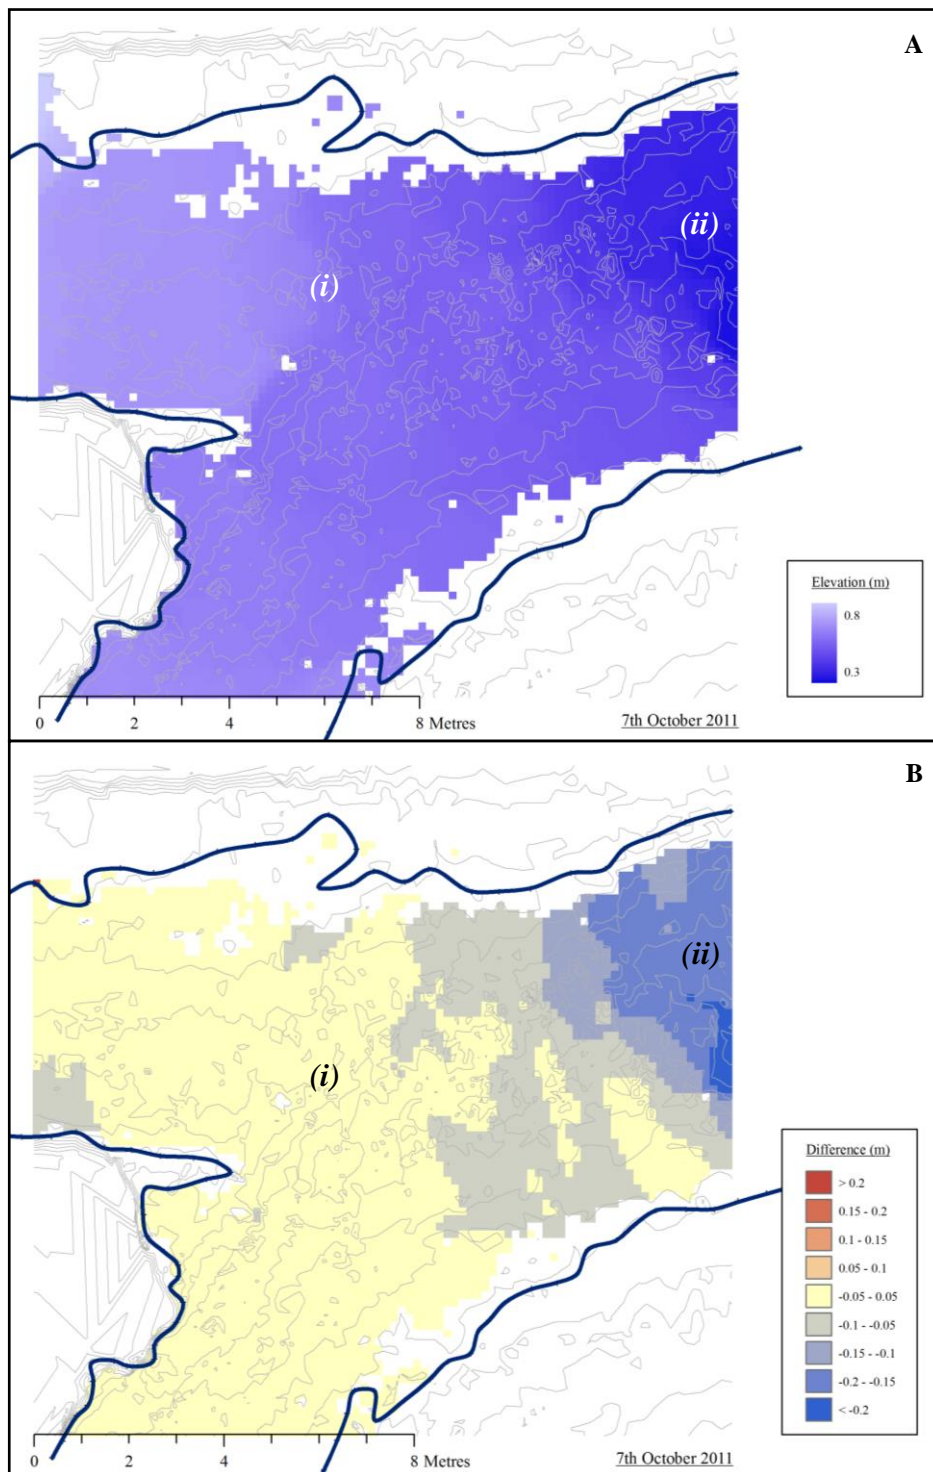 A
(ii)
(i)
Elevation (m)
0.8
0.3
0 2 4 8 Metres
7th October 2011
B
(ii)
(i)
Difference (m)
> 0.2
0.15 - 0.2
0.1 - 0.15
0.05 - 0.1
-0.05 - 0.05
-0.1 - -0.05
-0.15 - -0.1
-0.2 - -0.15
< -0.2
0 2 4 8 Metres
7th October 2011